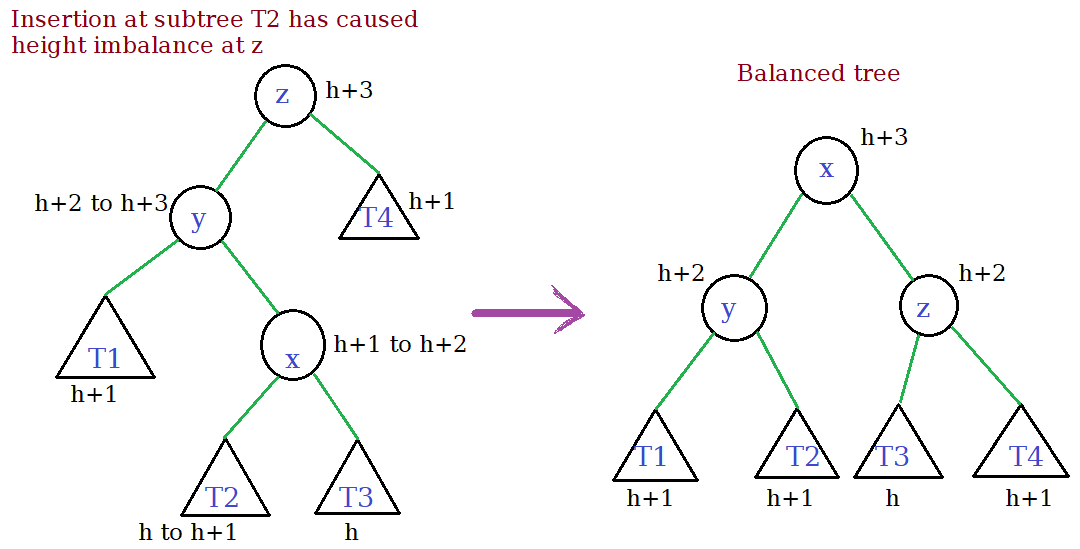 Insertion at subtree T2 has caused
height imbalance at z
z
h+3
h+2 to h+3
y
T4
h+1
T1
h+1
x
h+1 to h+2
T2
h to h+1
T3
h
Balanced tree
x
h+3
h+2
y
h+2
z
T1
h+1
T2
h+1
T3
h
T4
h+1